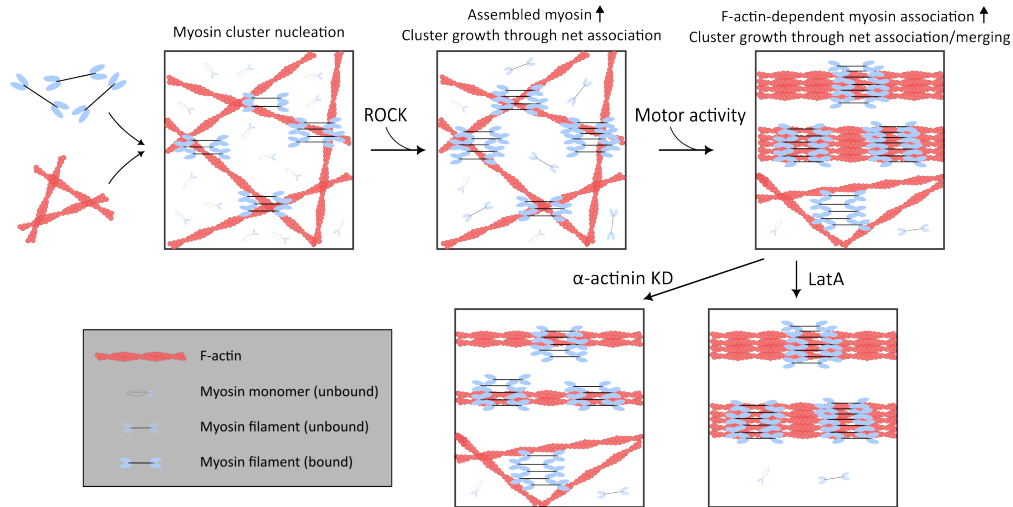 Myosin cluster nucleation
Assembled myosin ↑
Cluster growth through net association
F-actin-dependent myosin association ↑
Cluster growth through net association/merging
ROCK
Motor activity
α-actinin KD
LatA
F-actin
Myosin monomer (unbound)
Myosin filament (unbound)
Myosin filament (bound)